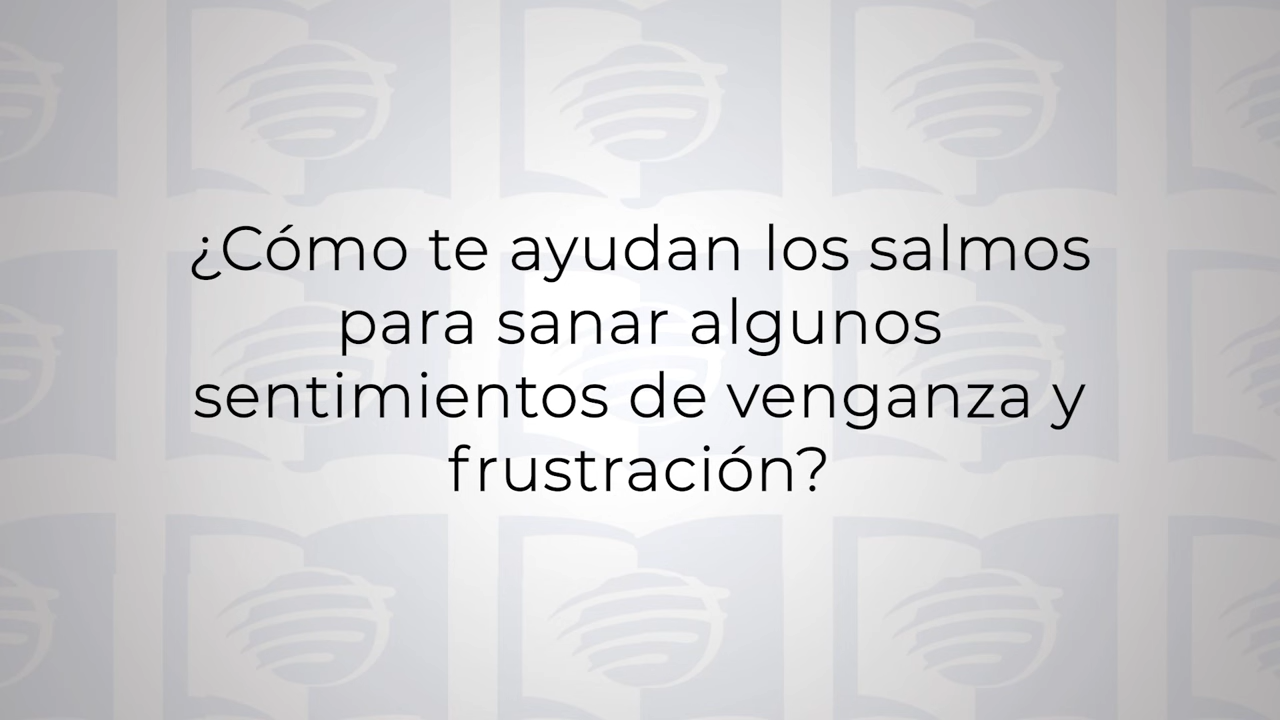 ¿Cómo te ayudan los salmos
para sanar algunos
sentimientos de venganza y
frustración?